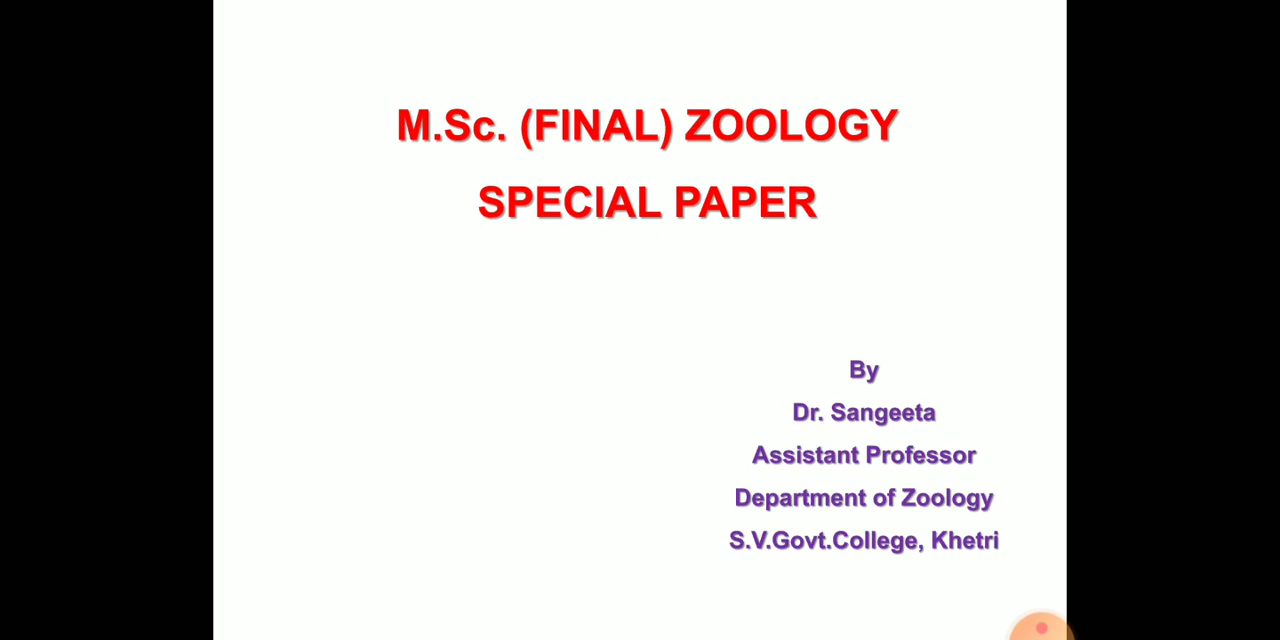 M.Sc. (FINAL) ZOOLOGY
SPECIAL PAPER
By
Dr. Sangeeta
Assistant Professor
Department of Zoology
S.V.Govt.College, Khetri